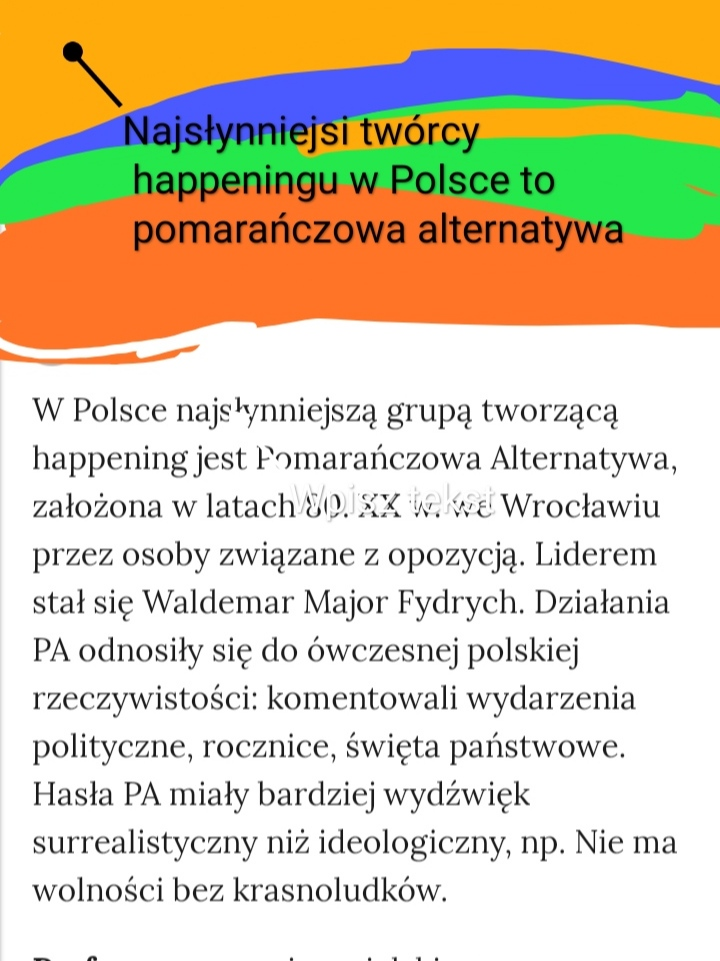 Najsłynniejsi twórcy
happeningu w Polsce to
pomarańczowa alternatywa
W Polsce najsłynniejszą grupą tworzącą
happening jest Pomarańczowa Alternatywa,
założona w latach 80. XX w. we Wrocławiu
Wpisz tekst
przez osoby związane z opozycją. Liderem
stał się Waldemar Major Fydrych. Działania
PA odnosiły się do ówczesnej polskiej
rzeczywistości: komentowali wydarzenia
polityczne, rocznice, święta państwowe.
Hasła PA miały bardziej wydźwięk
surrealistyczny niż ideologiczny, np. Nie ma
wolności bez krasnoludków.